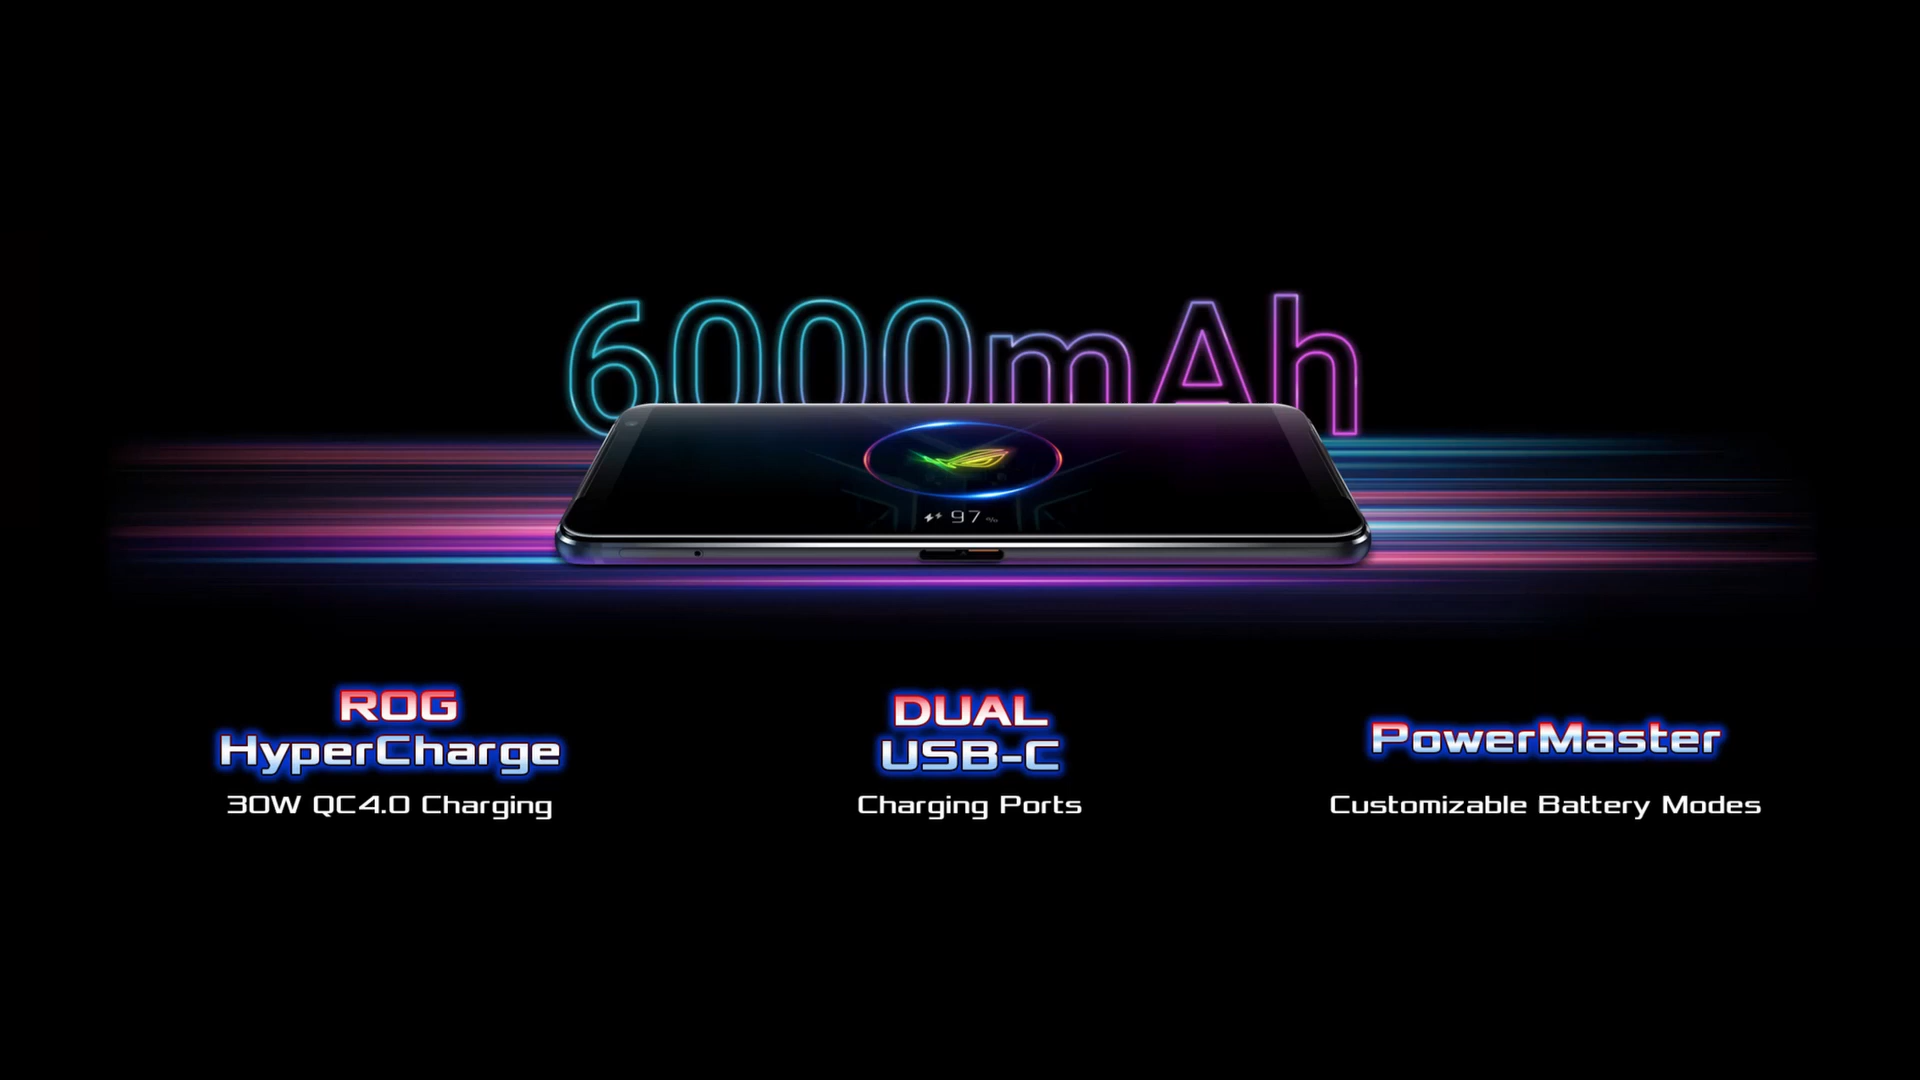 6000mAh
97%
ROG
HyperCharge
30W QC4.0 Charging
DUAL
USB-C
Charging Ports
PowerMaster
Customizable Battery Modes